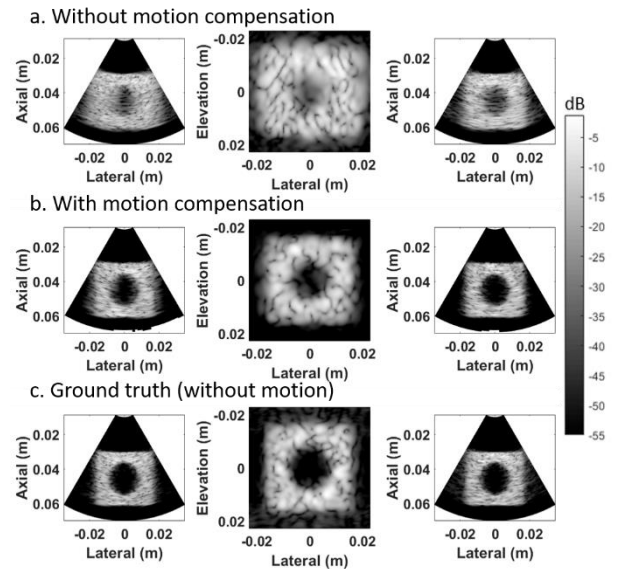 a. Without motion compensation
Axial (m)
0.02
0.04
0.06
-0.02 0 0.02
Lateral (m)
Elevation (m)
-0.02
0
0.02
-0.02 0 0.02
Lateral (m)
Axial (m)
0.02
0.04
0.06
-0.02 0 0.02
Lateral (m)
dB
-5
-10
-15
-20
-25
-30
-35
-40
-45
-50
-55
b. With motion compensation
Axial (m)
0.02
0.04
0.06
-0.02 0 0.02
Lateral (m)
Elevation (m)
-0.02
0
0.02
-0.02 0 0.02
Lateral (m)
Axial (m)
0.02
0.04
0.06
-0.02 0 0.02
Lateral (m)
c. Ground truth (without motion)
Axial (m)
0.02
0.04
0.06
-0.02 0 0.02
Lateral (m)
Elevation (m)
-0.02
0
0.02
-0.02 0 0.02
Lateral (m)
Axial (m)
0.02
0.04
0.06
-0.02 0 0.02
Lateral (m)